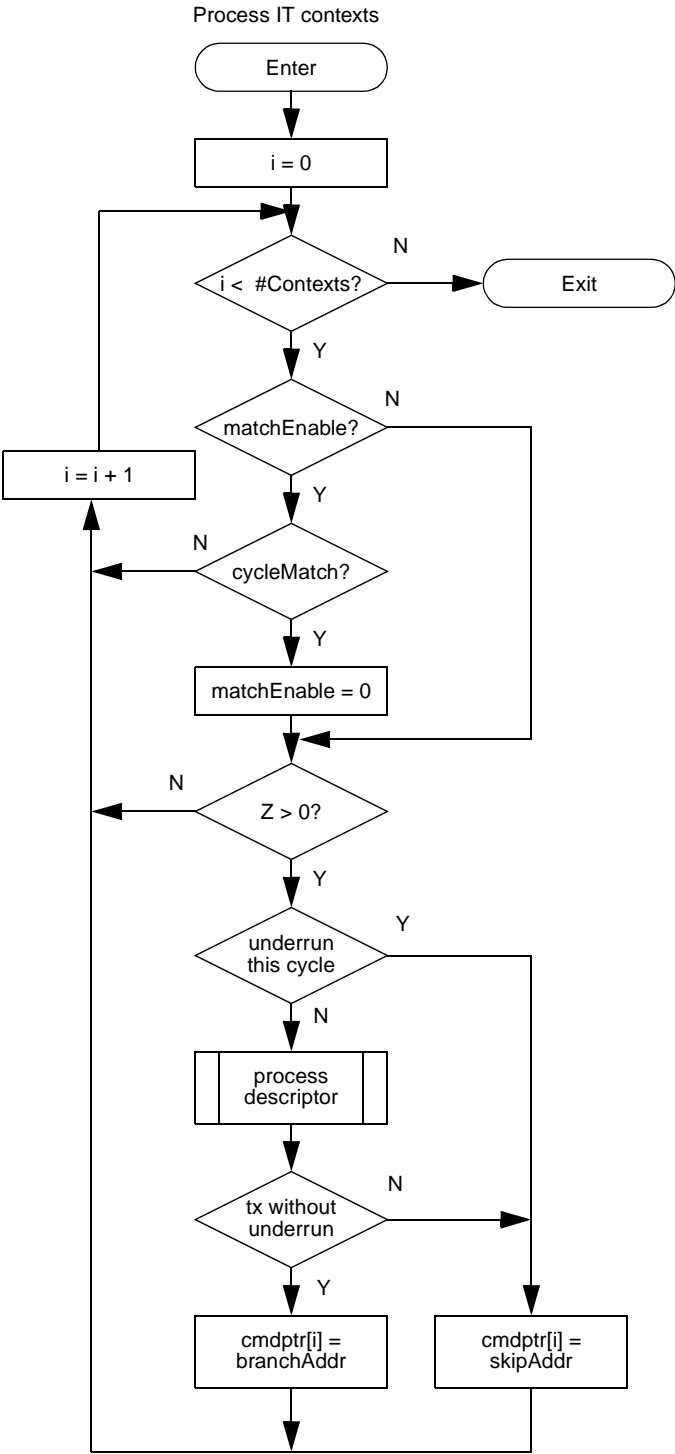 Process IT contexts
Enter
i = 0
N
i < #Contexts?
Exit
Y
N
matchEnable?
i = i + 1
Y
N
cycleMatch?
Y
matchEnable = 0
N
Z > 0?
Y
underrun
this cycle
Y
N
process
descriptor
N
tx without
underrun
Y
cmdptr[i] =
branchAddr
cmdptr[i] =
skipAddr